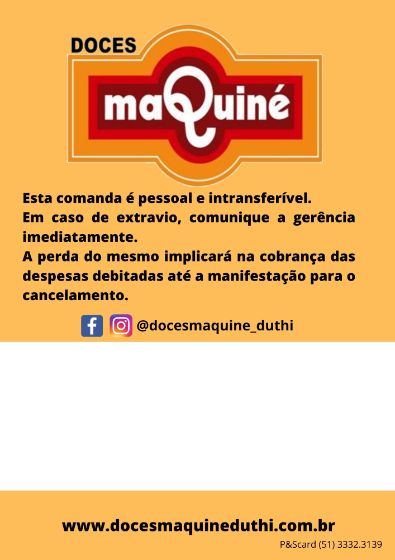 DOCES
maQuiné
Esta comanda é pessoal e intransferível.
Em caso de extravio, comunique a gerência
imediatamente.
A perda do mesmo implicará na cobrança das
despesas debitadas até a manifestação para o
cancelamento.
@docesmaquine_duthi
www.docesmaquineduthi.com.br
P&Scard (51) 3332.3139